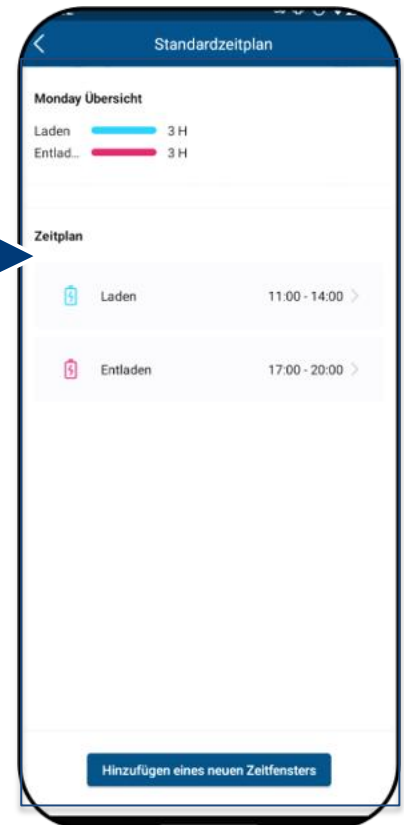 Standardzeitplan
Monday Übersicht
Laden 3 H
Entlad... 3 H
Zeitplan
Laden 11:00 - 14:00
Entladen 17:00 - 20:00
Hinzufügen eines neuen Zeitfensters